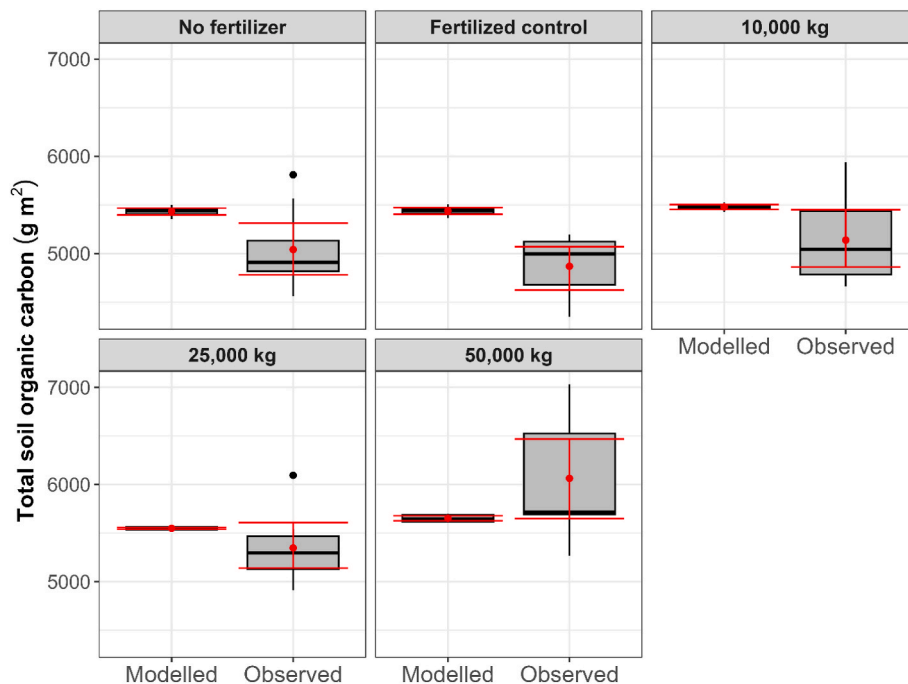 No fertilizer
Fertilized control
10,000 kg
Total soil organic carbon (g m²)
7000
6000
5000
Modelled Observed
25,000 kg
50,000 kg
7000
6000
5000
Modelled Observed
Modelled Observed